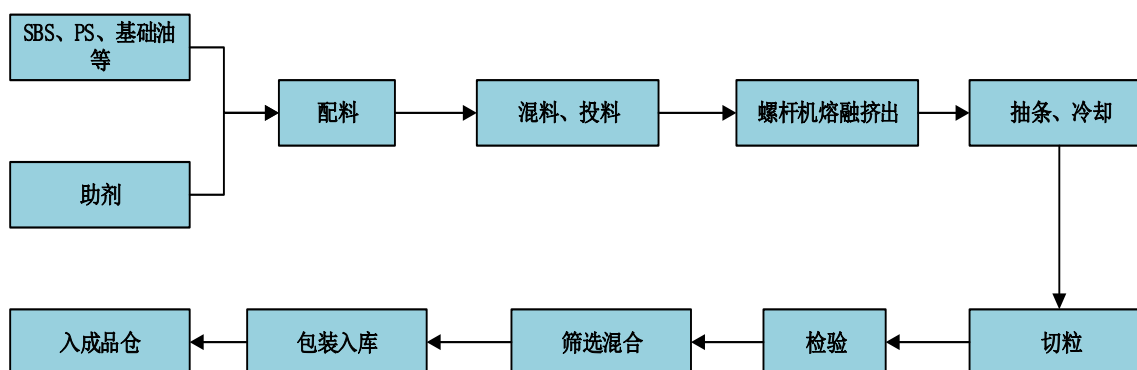 SBS、PS、基础油
等
助剂
配料
混料、投料
螺杆机熔融挤出
抽条、冷却
切粒
检验
筛选混合
包装入库
入成品仓